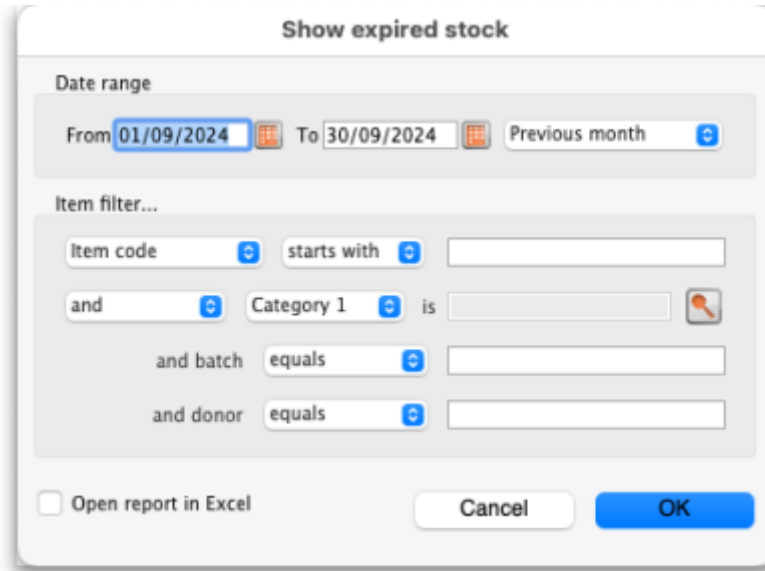 Show expired stock
Date range
From 01/09/2024 To 30/09/2024 Previous month
Item filter...
Item code starts with
and Category 1 is
and batch equals
and donor equals
Open report in Excel Cancel OK